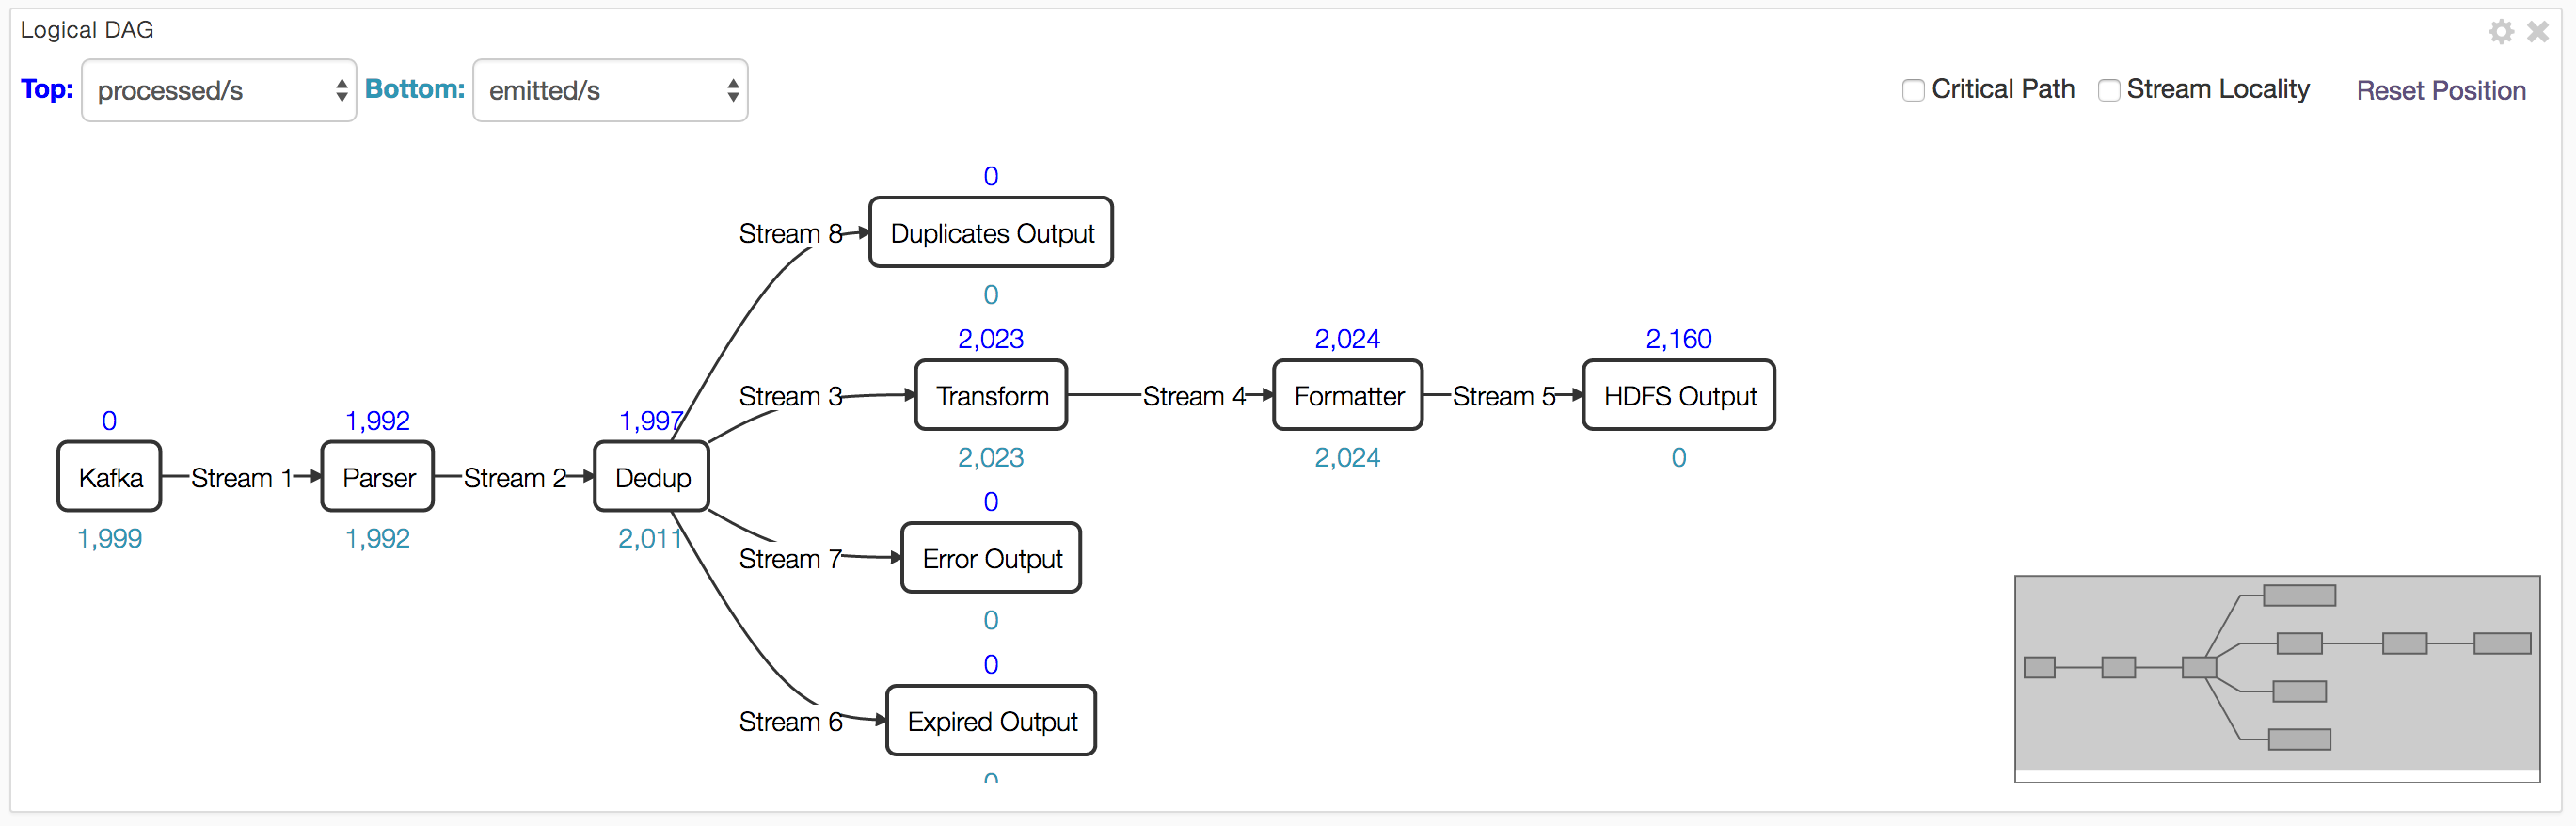 Logical DAG
Top: processed/s Bottom: emitted/s Critical Path Stream Locality Reset Position
0
Stream 8 Duplicates Output
0
2,023 2,024 2,160
Stream 3 Transform Stream 4 Formatter Stream 5 HDFS Output
2,023 2,024 0
0 1,992 1,997
Kafka Stream 1 Parser Stream 2 Dedup
1,999 1,992 2,011
0
Stream 7 Error Output
0
0
Stream 6 Expired Output
0